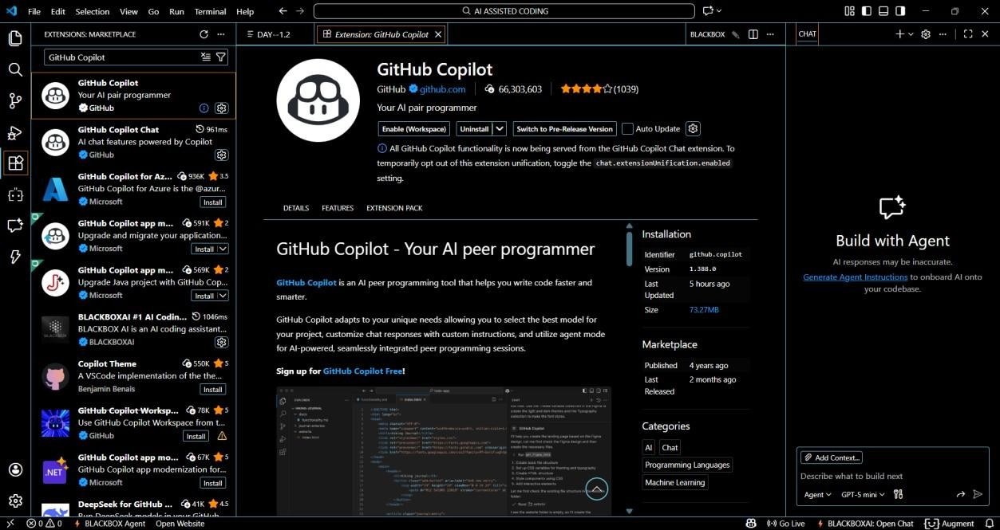 File Edit Selection View Go Run Terminal Help
AI ASSISTED CODING
EXTENSIONS: MARKETPLACE
GitHub Copilot
GitHub Copilot
Your AI pair programmer
GitHub
GitHub Copilot Chat 961ms
AI chat features powered by Copilot
GitHub
GitHub Copilot for Az... 936K 3.5
GitHub Copilot for Azure is the @azur...
Microsoft Install
GitHub Copilot app m... 591K 2
Upgrade and migrate your application...
Microsoft Install
GitHub Copilot app m... 569K 2
Upgrade Java project with GitHub Cop...
Microsoft Install
BLACKBOXAI #1 AI Codin... 1046ms
BLACKBOX AI is an AI coding assistant...
BLACKBOXAI
Copilot Theme 550K 5
A VSCode implementation of the the...
Benjamin Benais Install
GitHub Copilot Worksp... 78K 5
Use GitHub Copilot Workspace from t...
GitHub Install
GitHub Copilot app mo... 67K 5
GitHub Copilot app modernization for...
Microsoft Install
DeepSeek for GitHub ... 41K 4.5
Run DeepSeek models in your GitHub
DAY--1.2
Extension: GitHub Copilot
BLACKBOX
GitHub Copilot
GitHub github.com 66,303,603 (1039)
Your AI pair programmer
Enable (Workspace) Uninstall Switch to Pre-Release Version Auto Update
All GitHub Copilot functionality is now being served from the GitHub Copilot Chat extension. To
temporarily opt out of this extension unification, toggle the chat.extensionUnification.enabled
setting.
DETAILS FEATURES EXTENSION PACK
GitHub Copilot - Your AI peer programmer
GitHub Copilot is an AI peer programming tool that helps you write code faster and
smarter.
GitHub Copilot adapts to your unique needs allowing you to select the best model for
your project, customize chat responses with custom instructions, and utilize agent mode
for AI-powered, seamlessly integrated peer programming sessions.
Sign up for GitHub Copilot Free!
Installation
Identifier github.copilot
Version 1.388.0
Last
Updated
5 hours ago
Size 73.27MB
Marketplace
Published 4 years ago
Last
Released
2 months ago
Categories
AI Chat
Programming Languages
Machine Learning
CHAT
Build with Agent
AI responses may be inaccurate.
Generate Agent Instructions to onboard AI onto
your codebase.
Add Context...
Describe what to build next
Agent GPT-5 mini
0 0 BLACKBOX Agent Open Website
Go Live BLACKBOXAI: Open Chat Augment